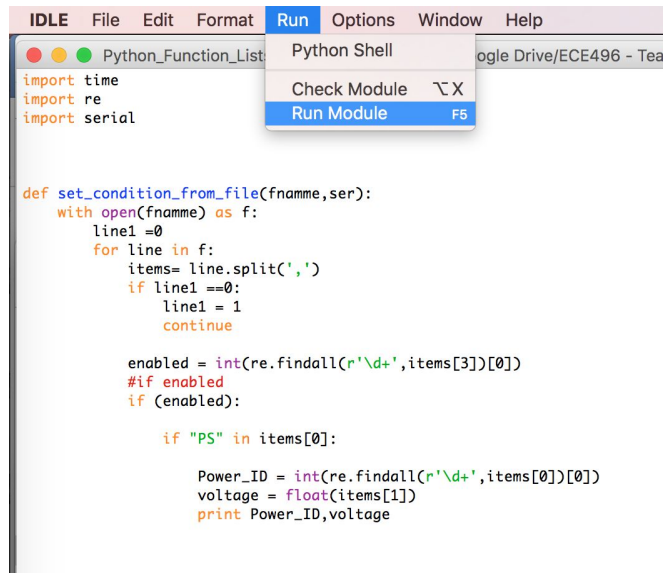 IDLE File Edit Format Run Options Window Help
Python_Function_List
Python Shell
ogle Drive/ECE496 - Tea
Check Module ⌥X
Run Module F5
import time
import re
import serial
def set_condition_from_file(fnamme,ser):
    with open(fnamme) as f:
        line1 =0
        for line in f:
            items= line.split(',')
            if line1 ==0:
                line1 = 1
                continue
            enabled = int(re.findall(r'\d+',items[3])[0])
            #if enabled
            if (enabled):
                if "PS" in items[0]:
                    Power_ID = int(re.findall(r'\d+',items[0])[0])
                    voltage = float(items[1])
                    print Power_ID,voltage